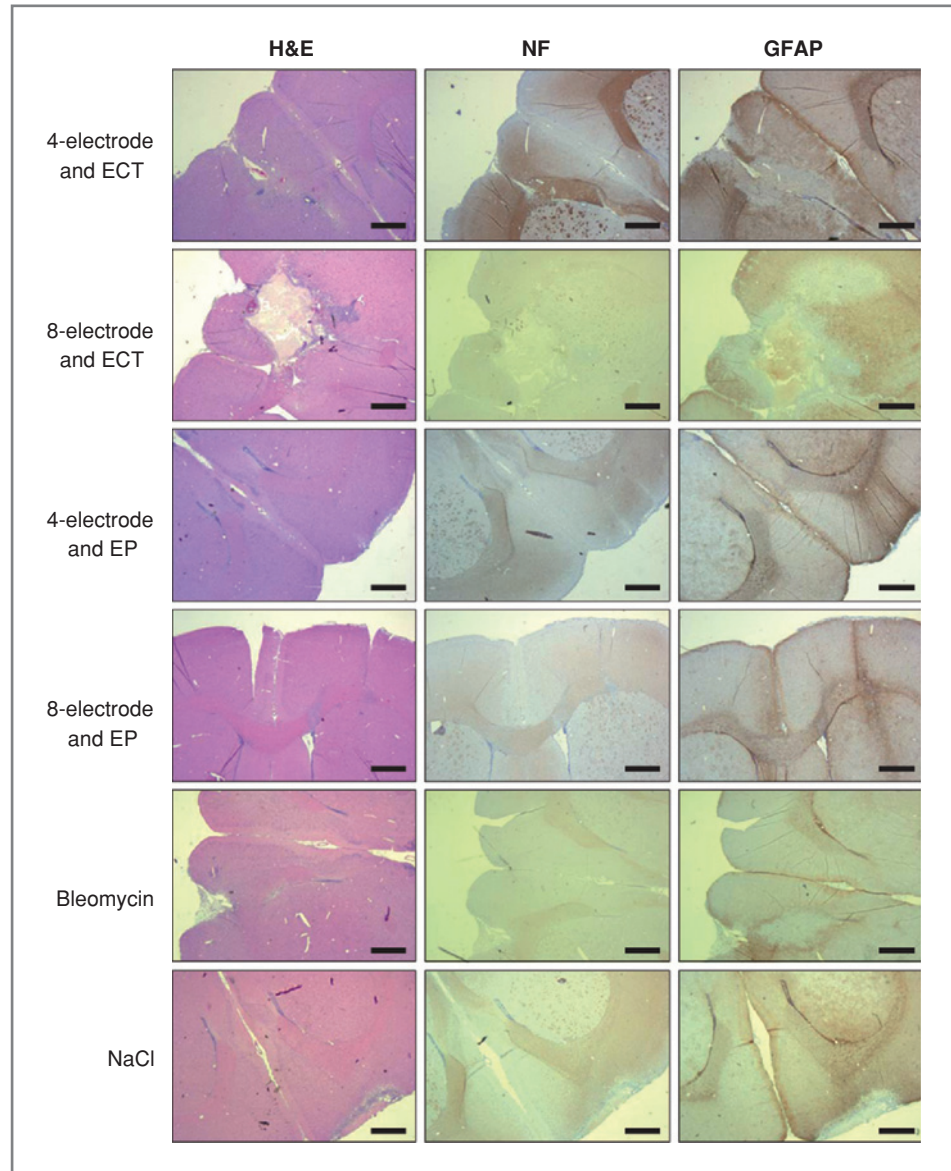 H&E NF GFAP
4-electrode
and ECT
8-electrode
and ECT
4-electrode
and EP
8-electrode
and EP
Bleomycin
NaCl